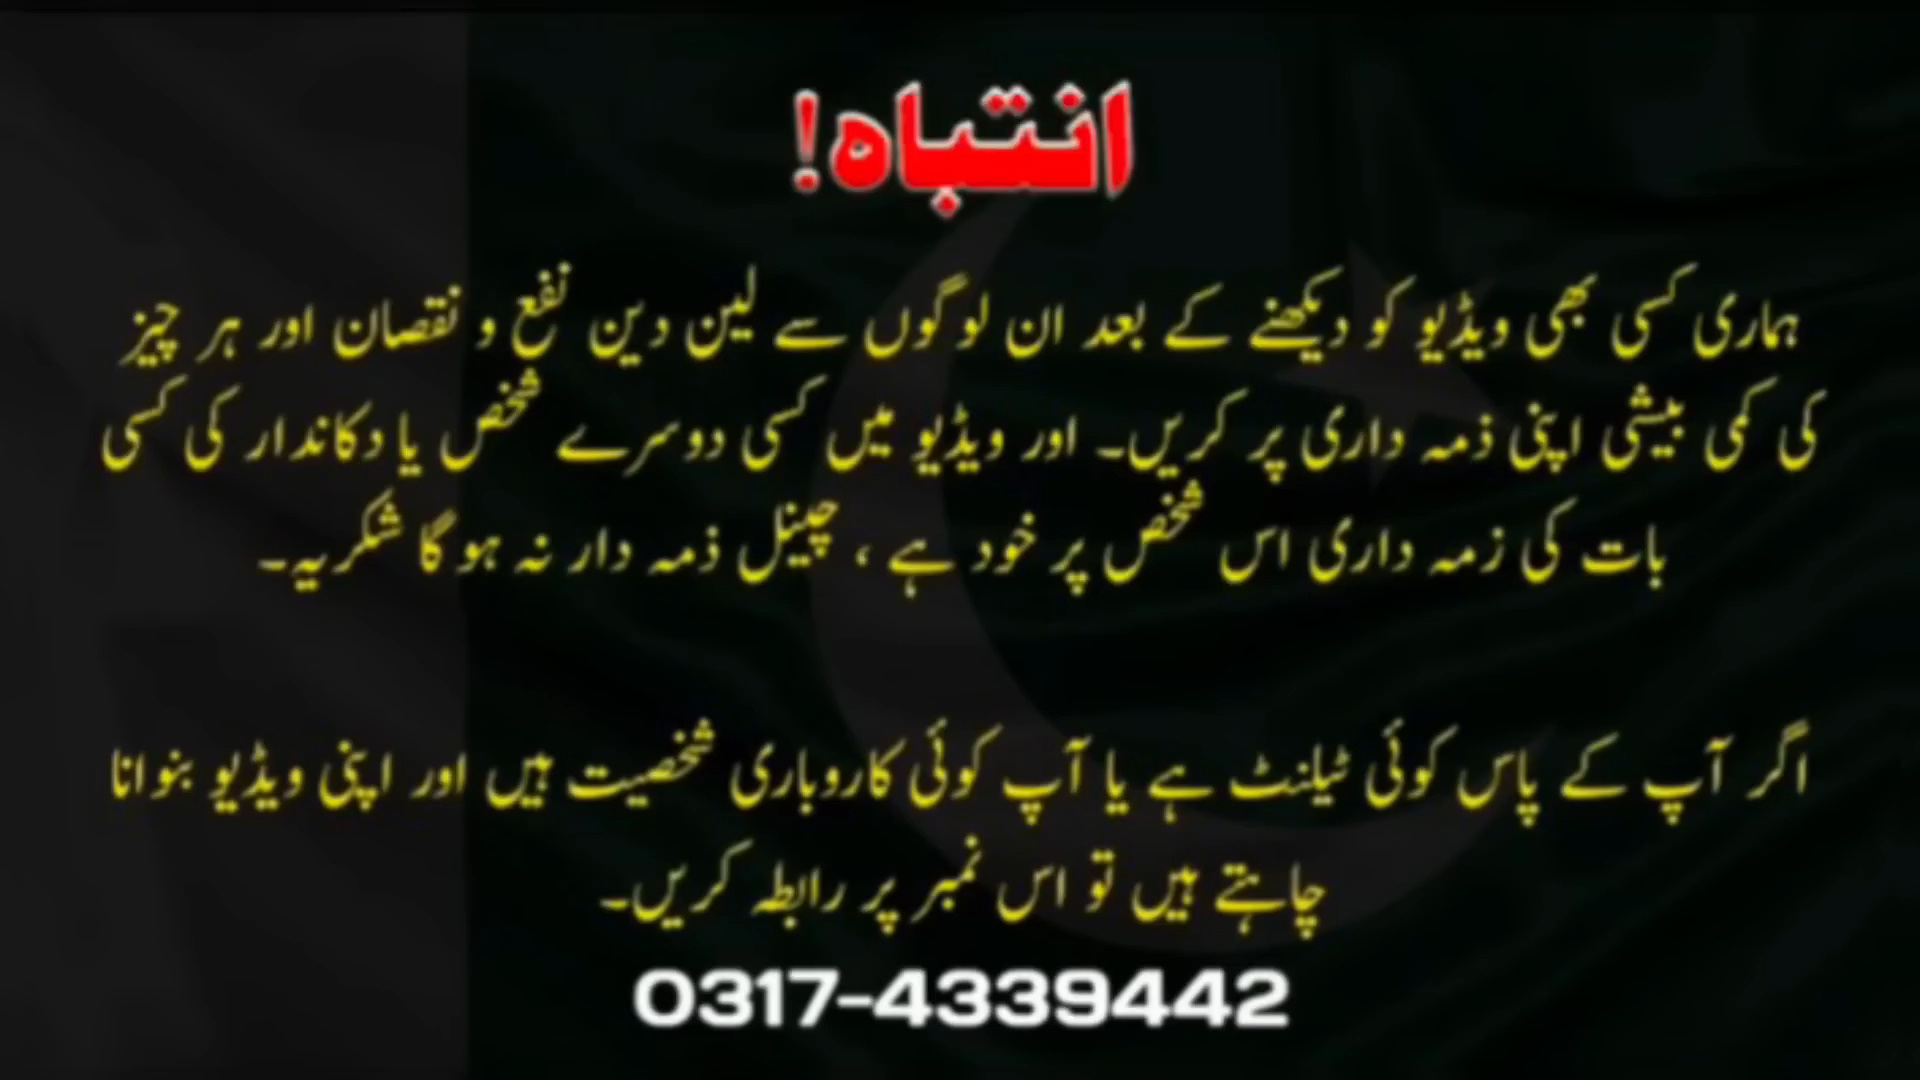 انتباہ!
ہماری کسی بھی ویڈیو کو دیکھنے کے بعد ان لوگوں سے لین دین نفع و نقصان اور ہر چیز
کی کمی بیشی اپنی ذمہ داری پر کریں۔ اور ویڈیو میں کسی دوسرے شخص یا دکاندار کی کسی
بات کی زمہ داری اس شخص پر خود ہے ، چینل ذمہ دار نہ ہو گا شکریہ۔
اگر آپ کے پاس کوئی ٹیلنٹ ہے یا آپ کوئی کاروباری شخصیت ہیں اور اپنی ویڈیو بنوانا
چاہتے ہیں تو اس نمبر پر رابطہ کریں۔
0317-4339442